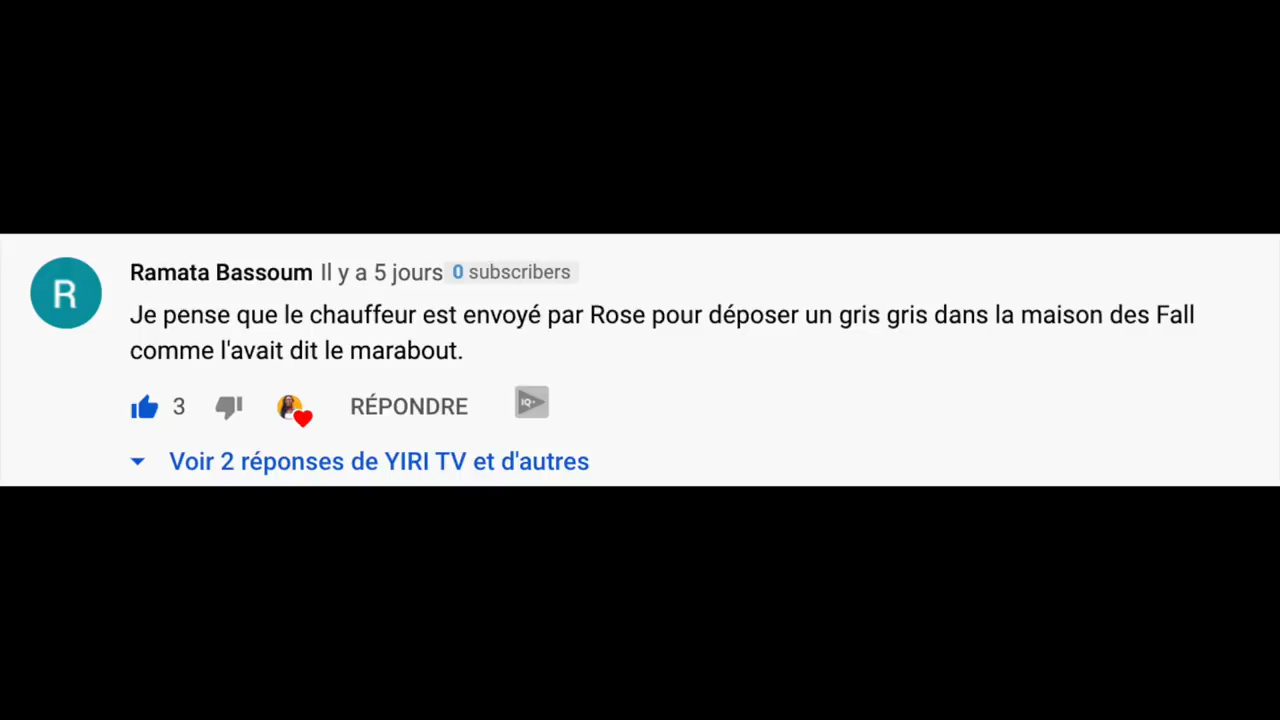 R
Ramata Bassoum Il y a 5 jours 0 subscribers
Je pense que le chauffeur est envoyé par Rose pour déposer un gris gris dans la maison des Fall
comme l'avait dit le marabout.
3 RÉPONDRE IQ
Voir 2 réponses de YIRI TV et d'autres